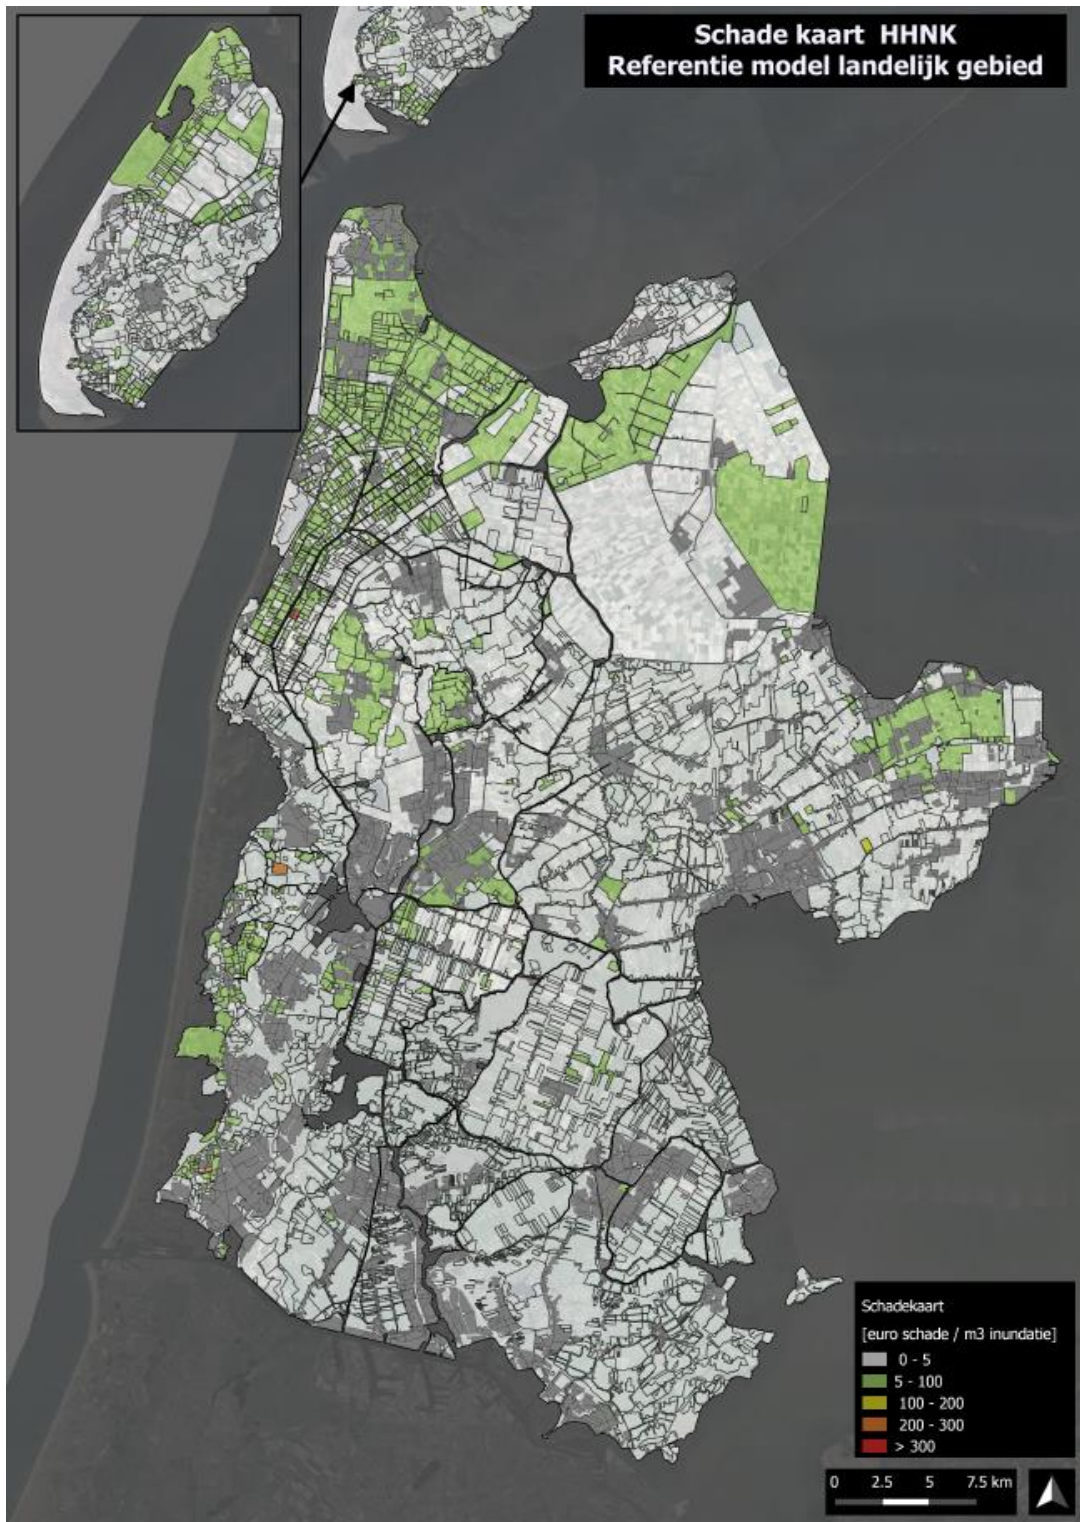 Schade kaart HHNK
Referentie model landelijk gebied
Schadekaart
[euro schade / m3 inundatie]
0 - 5
5 - 100
100 - 200
200 - 300
> 300
0 2.5 5 7.5 km